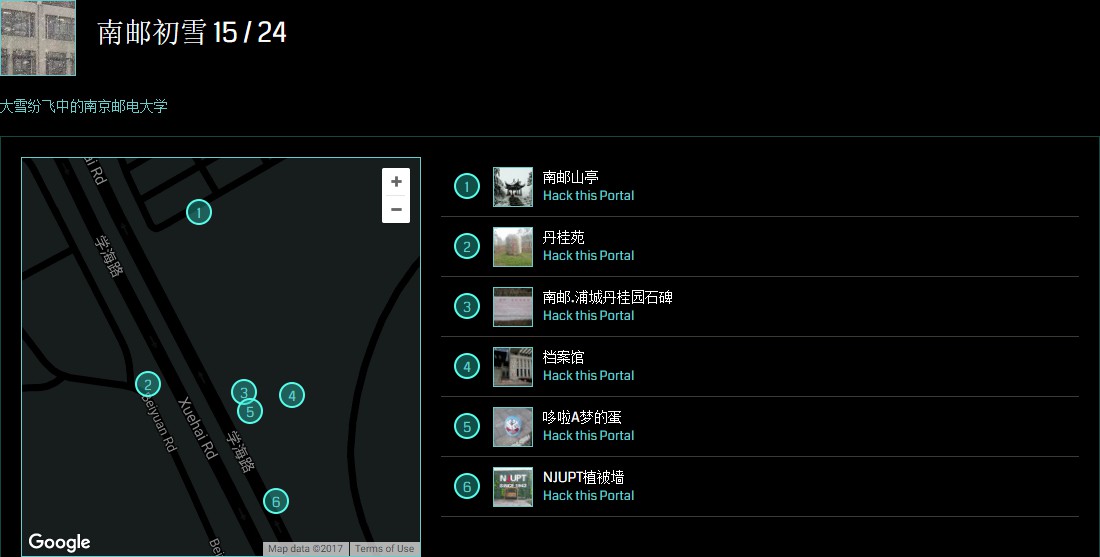 南邮初雪 15 / 24
大雪纷飞中的南京邮电大学
ai Rd
学海路
Beiyuan Rd
Xuehai Rd
学海路
Bei
1
2
3
4
5
6
+
−
Google
Map data ©2017
Terms of Use
1
南邮山亭
Hack this Portal
2
丹桂苑
Hack this Portal
3
南邮.浦城丹桂园石碑
Hack this Portal
4
档案馆
Hack this Portal
5
哆啦A梦的蛋
Hack this Portal
6
NJUPT
SINCE 1942
NJUPT植被墙
Hack this Portal